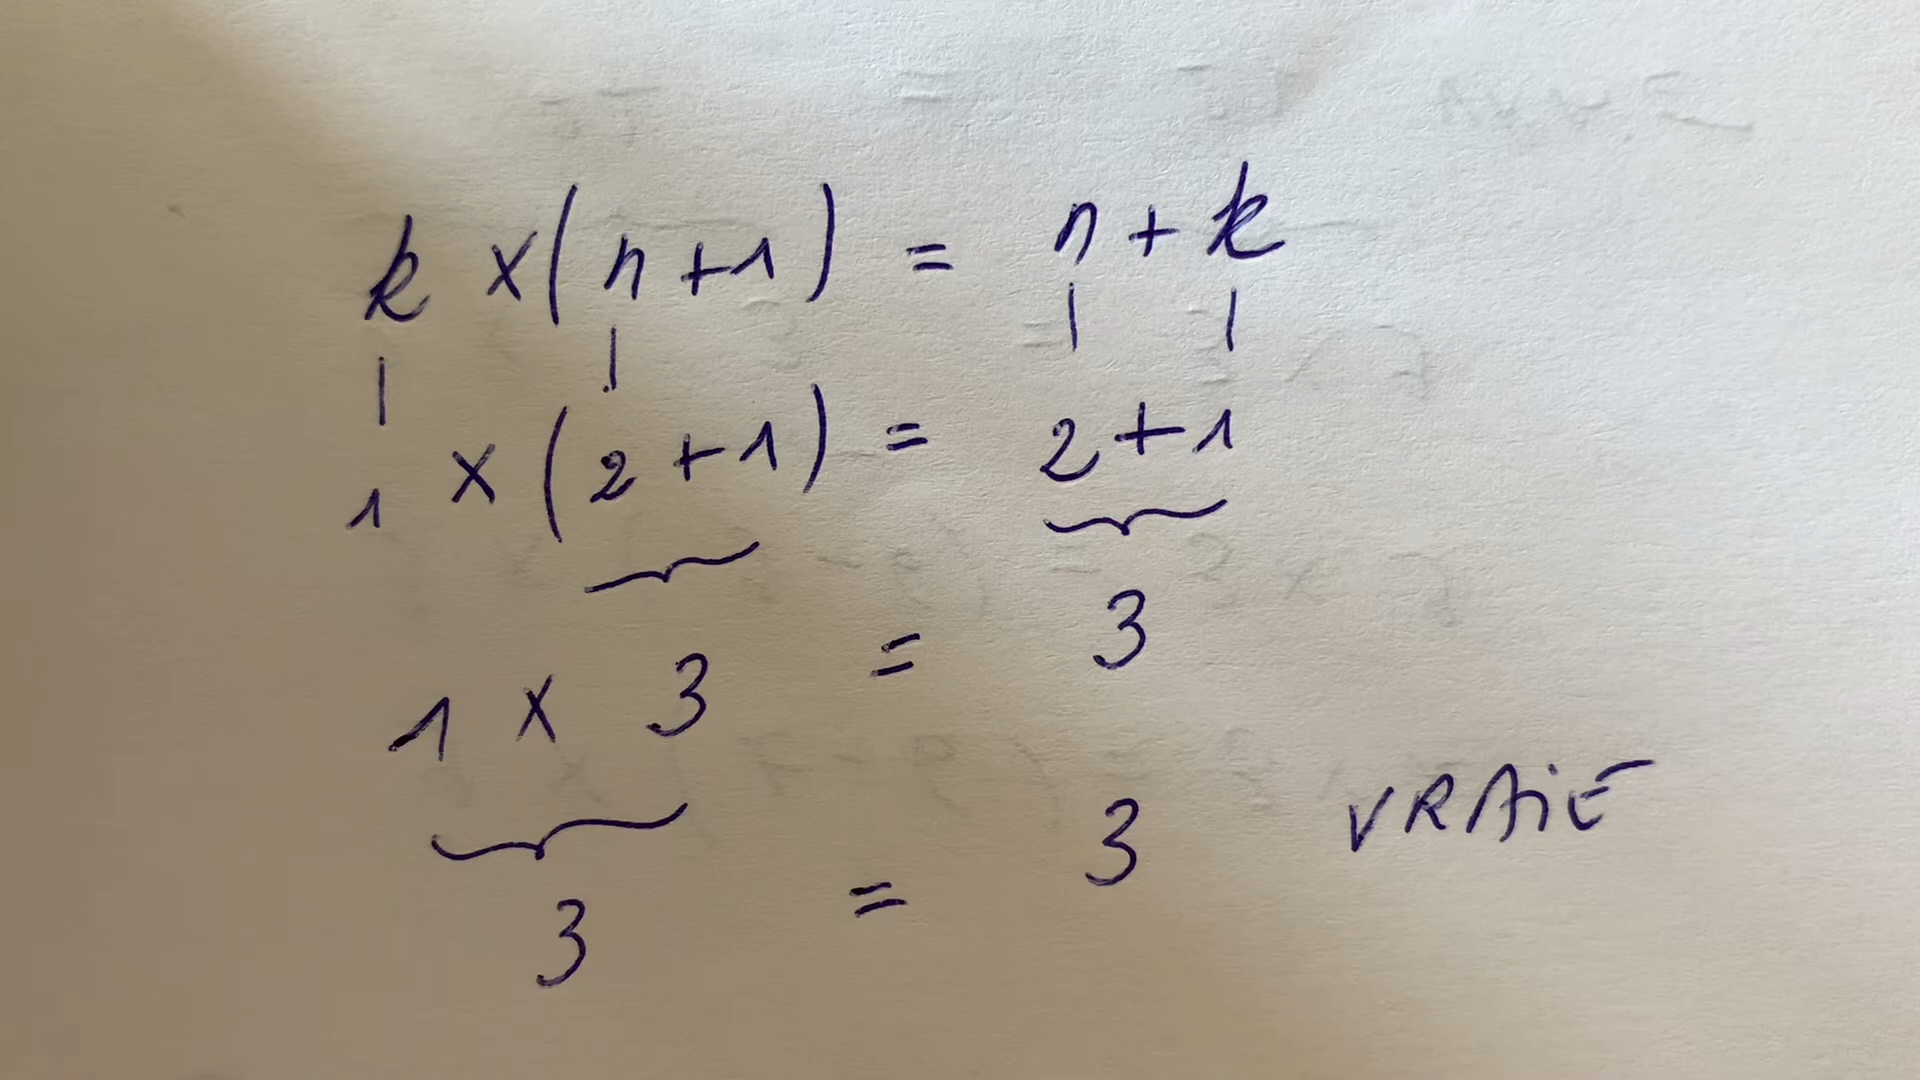 k × (n + 1) = n + k
1 × (2 + 1) = 2 + 1
1 × 3 = 3
3 = 3 VRAIE